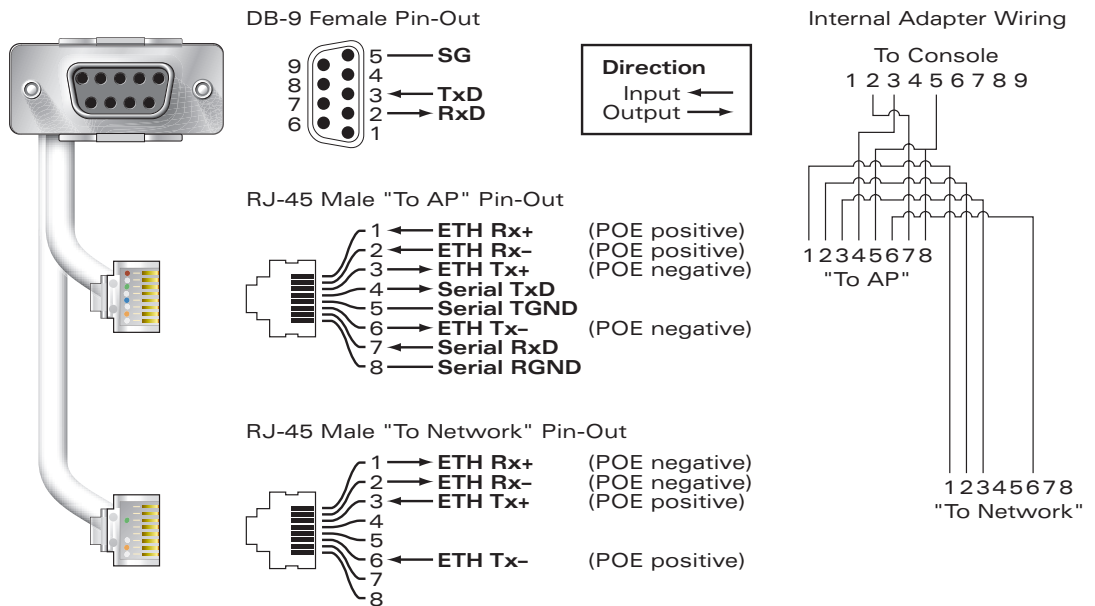 DB-9 Female Pin-Out
5 SG
9
4
8
3 TxD
7
2 RxD
6
1
Direction
Input
Output
Internal Adapter Wiring
To Console
1 2 3 4 5 6 7 8 9
12345678
"To AP"
12345678
"To Network"
RJ-45 Male "To AP" Pin-Out
1 ETH Rx+ (POE positive)
2 ETH Rx– (POE positive)
3 ETH Tx+ (POE negative)
4 Serial TxD
5 Serial TGND
6 ETH Tx– (POE negative)
7 Serial RxD
8 Serial RGND
RJ-45 Male "To Network" Pin-Out
1 ETH Rx+ (POE negative)
2 ETH Rx– (POE negative)
3 ETH Tx+ (POE positive)
4
5
6 ETH Tx– (POE positive)
7
8